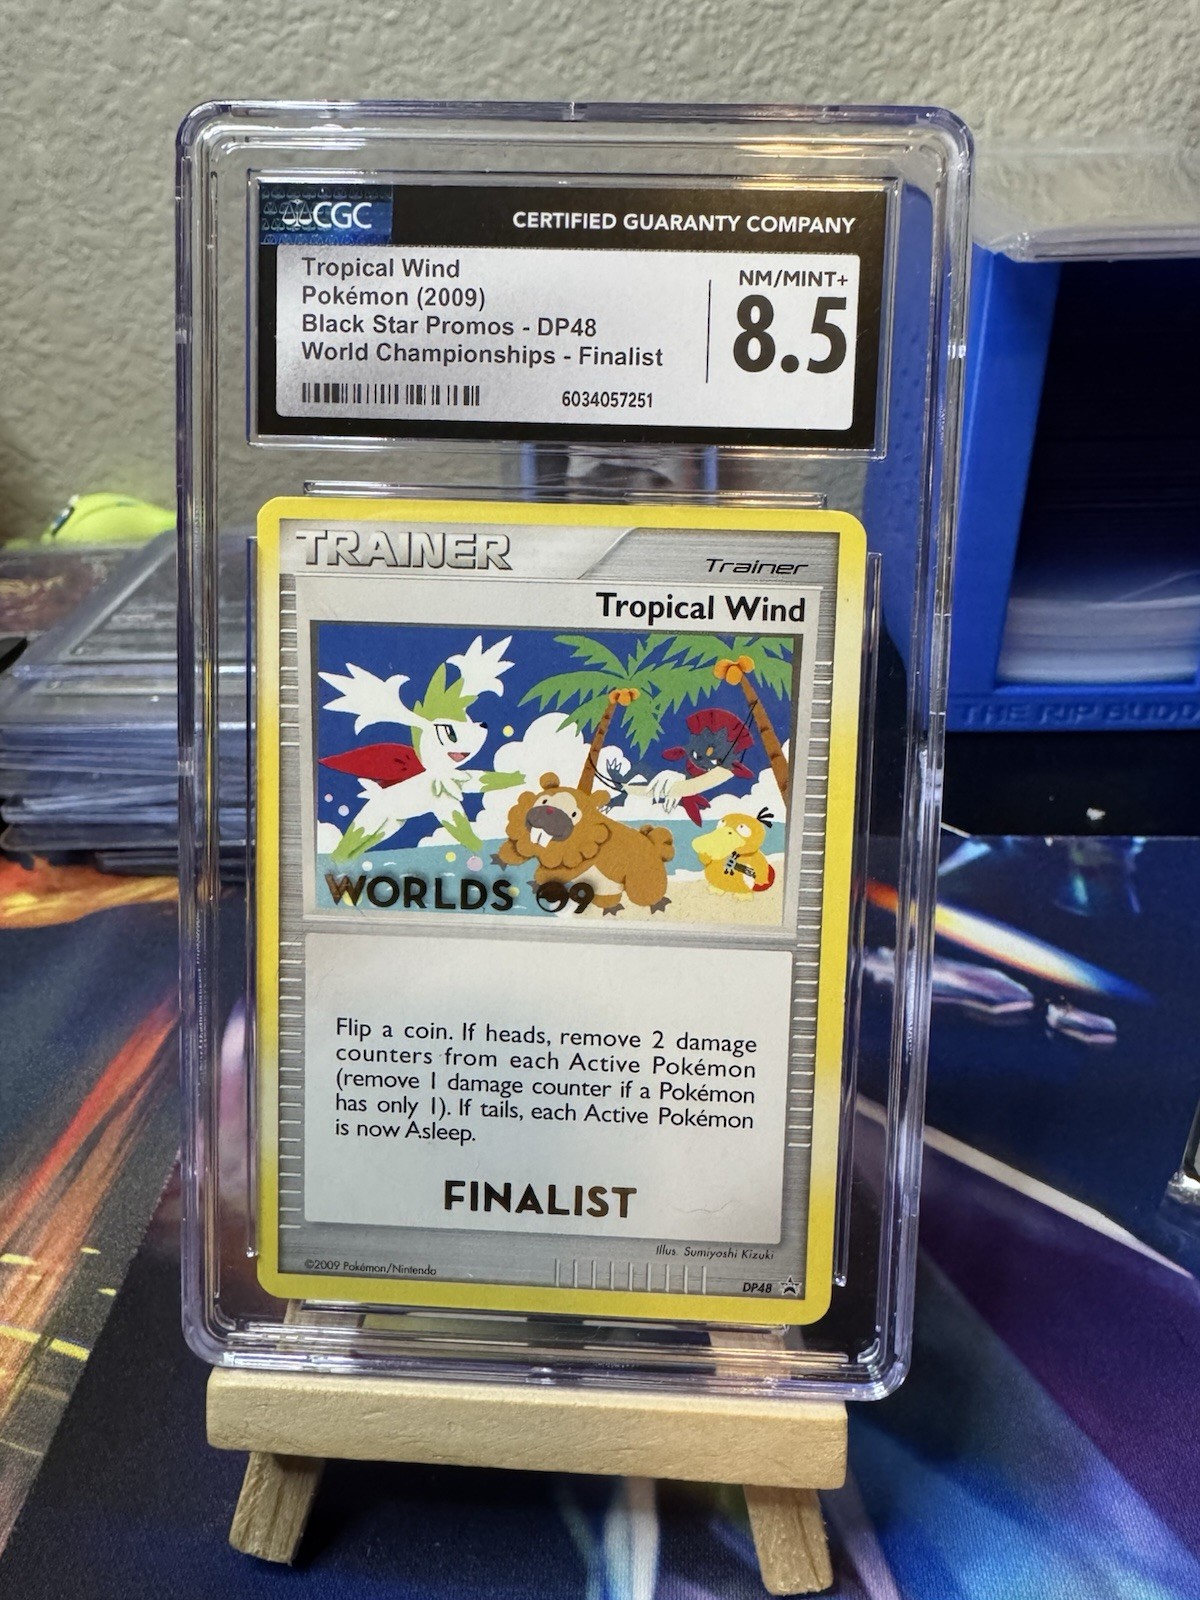 CGC
CERTIFIED GUARANTY COMPANY
Tropical Wind
Pokémon (2009)
Black Star Promos - DP48
World Championships - Finalist
6034057251
NM/MINT+
8.5
TRAINER
Trainer
Tropical Wind
WORLDS 09
Flip a coin. If heads, remove 2 damage
counters from each Active Pokémon
(remove 1 damage counter if a Pokémon
has only 1). If tails, each Active Pokémon
is now Asleep.
FINALIST
Illus. Sumiyoshi Kizuki
©2009 Pokémon/Nintendo
DP48
THE RIP